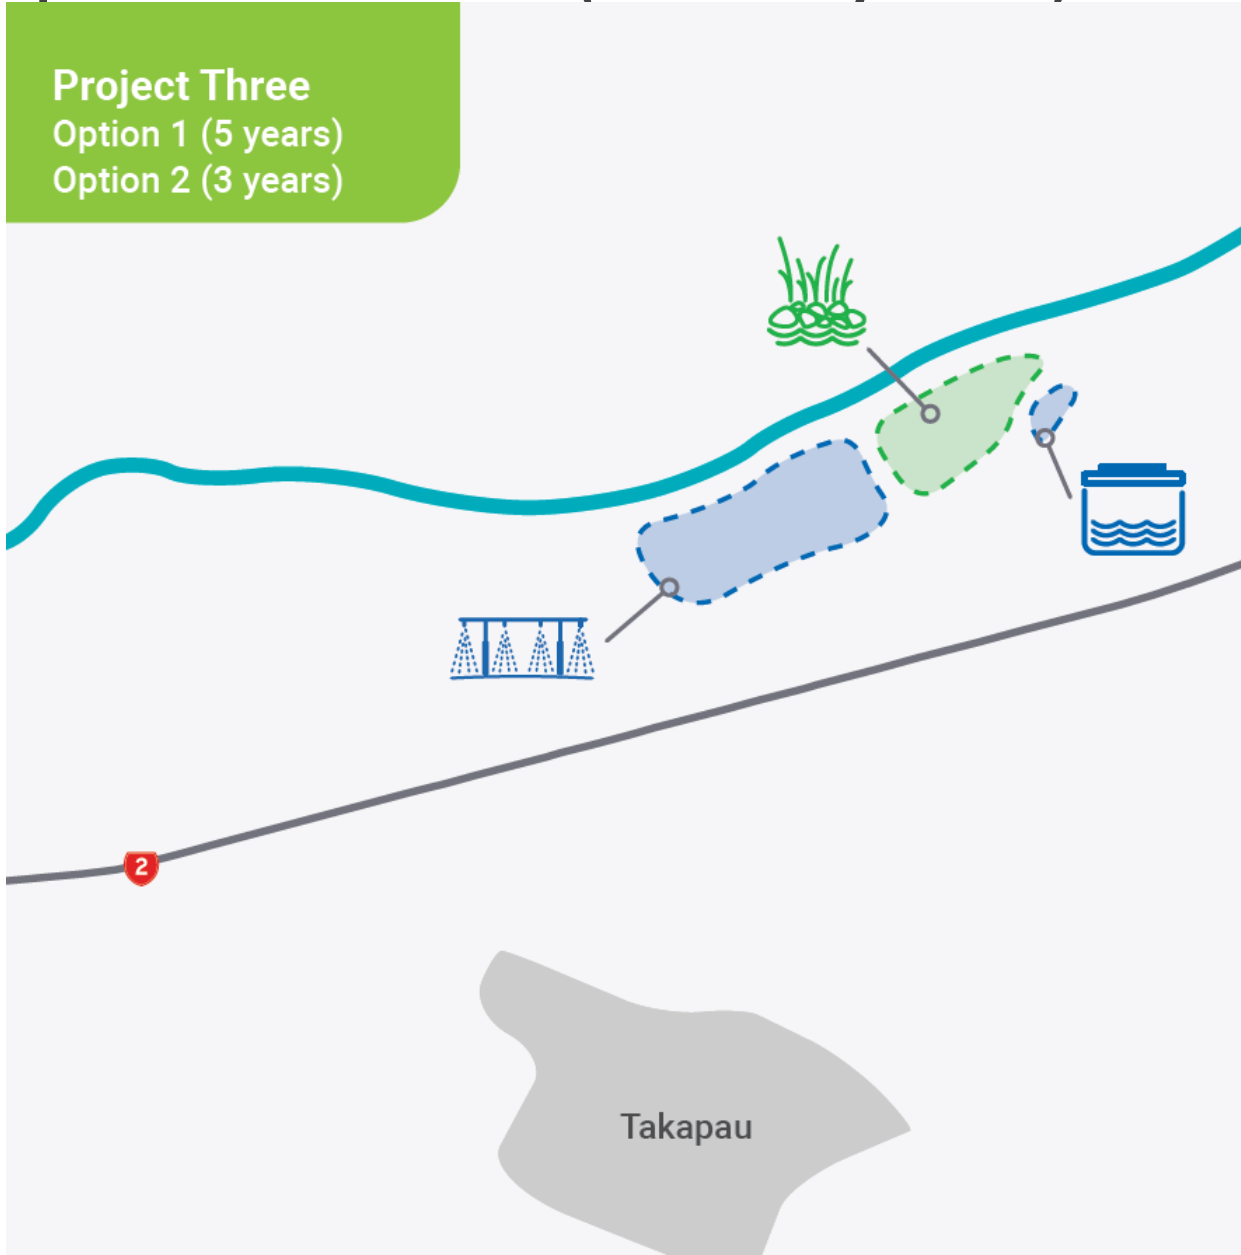 Project Three
Option 1 (5 years)
Option 2 (3 years)
2
Takapau